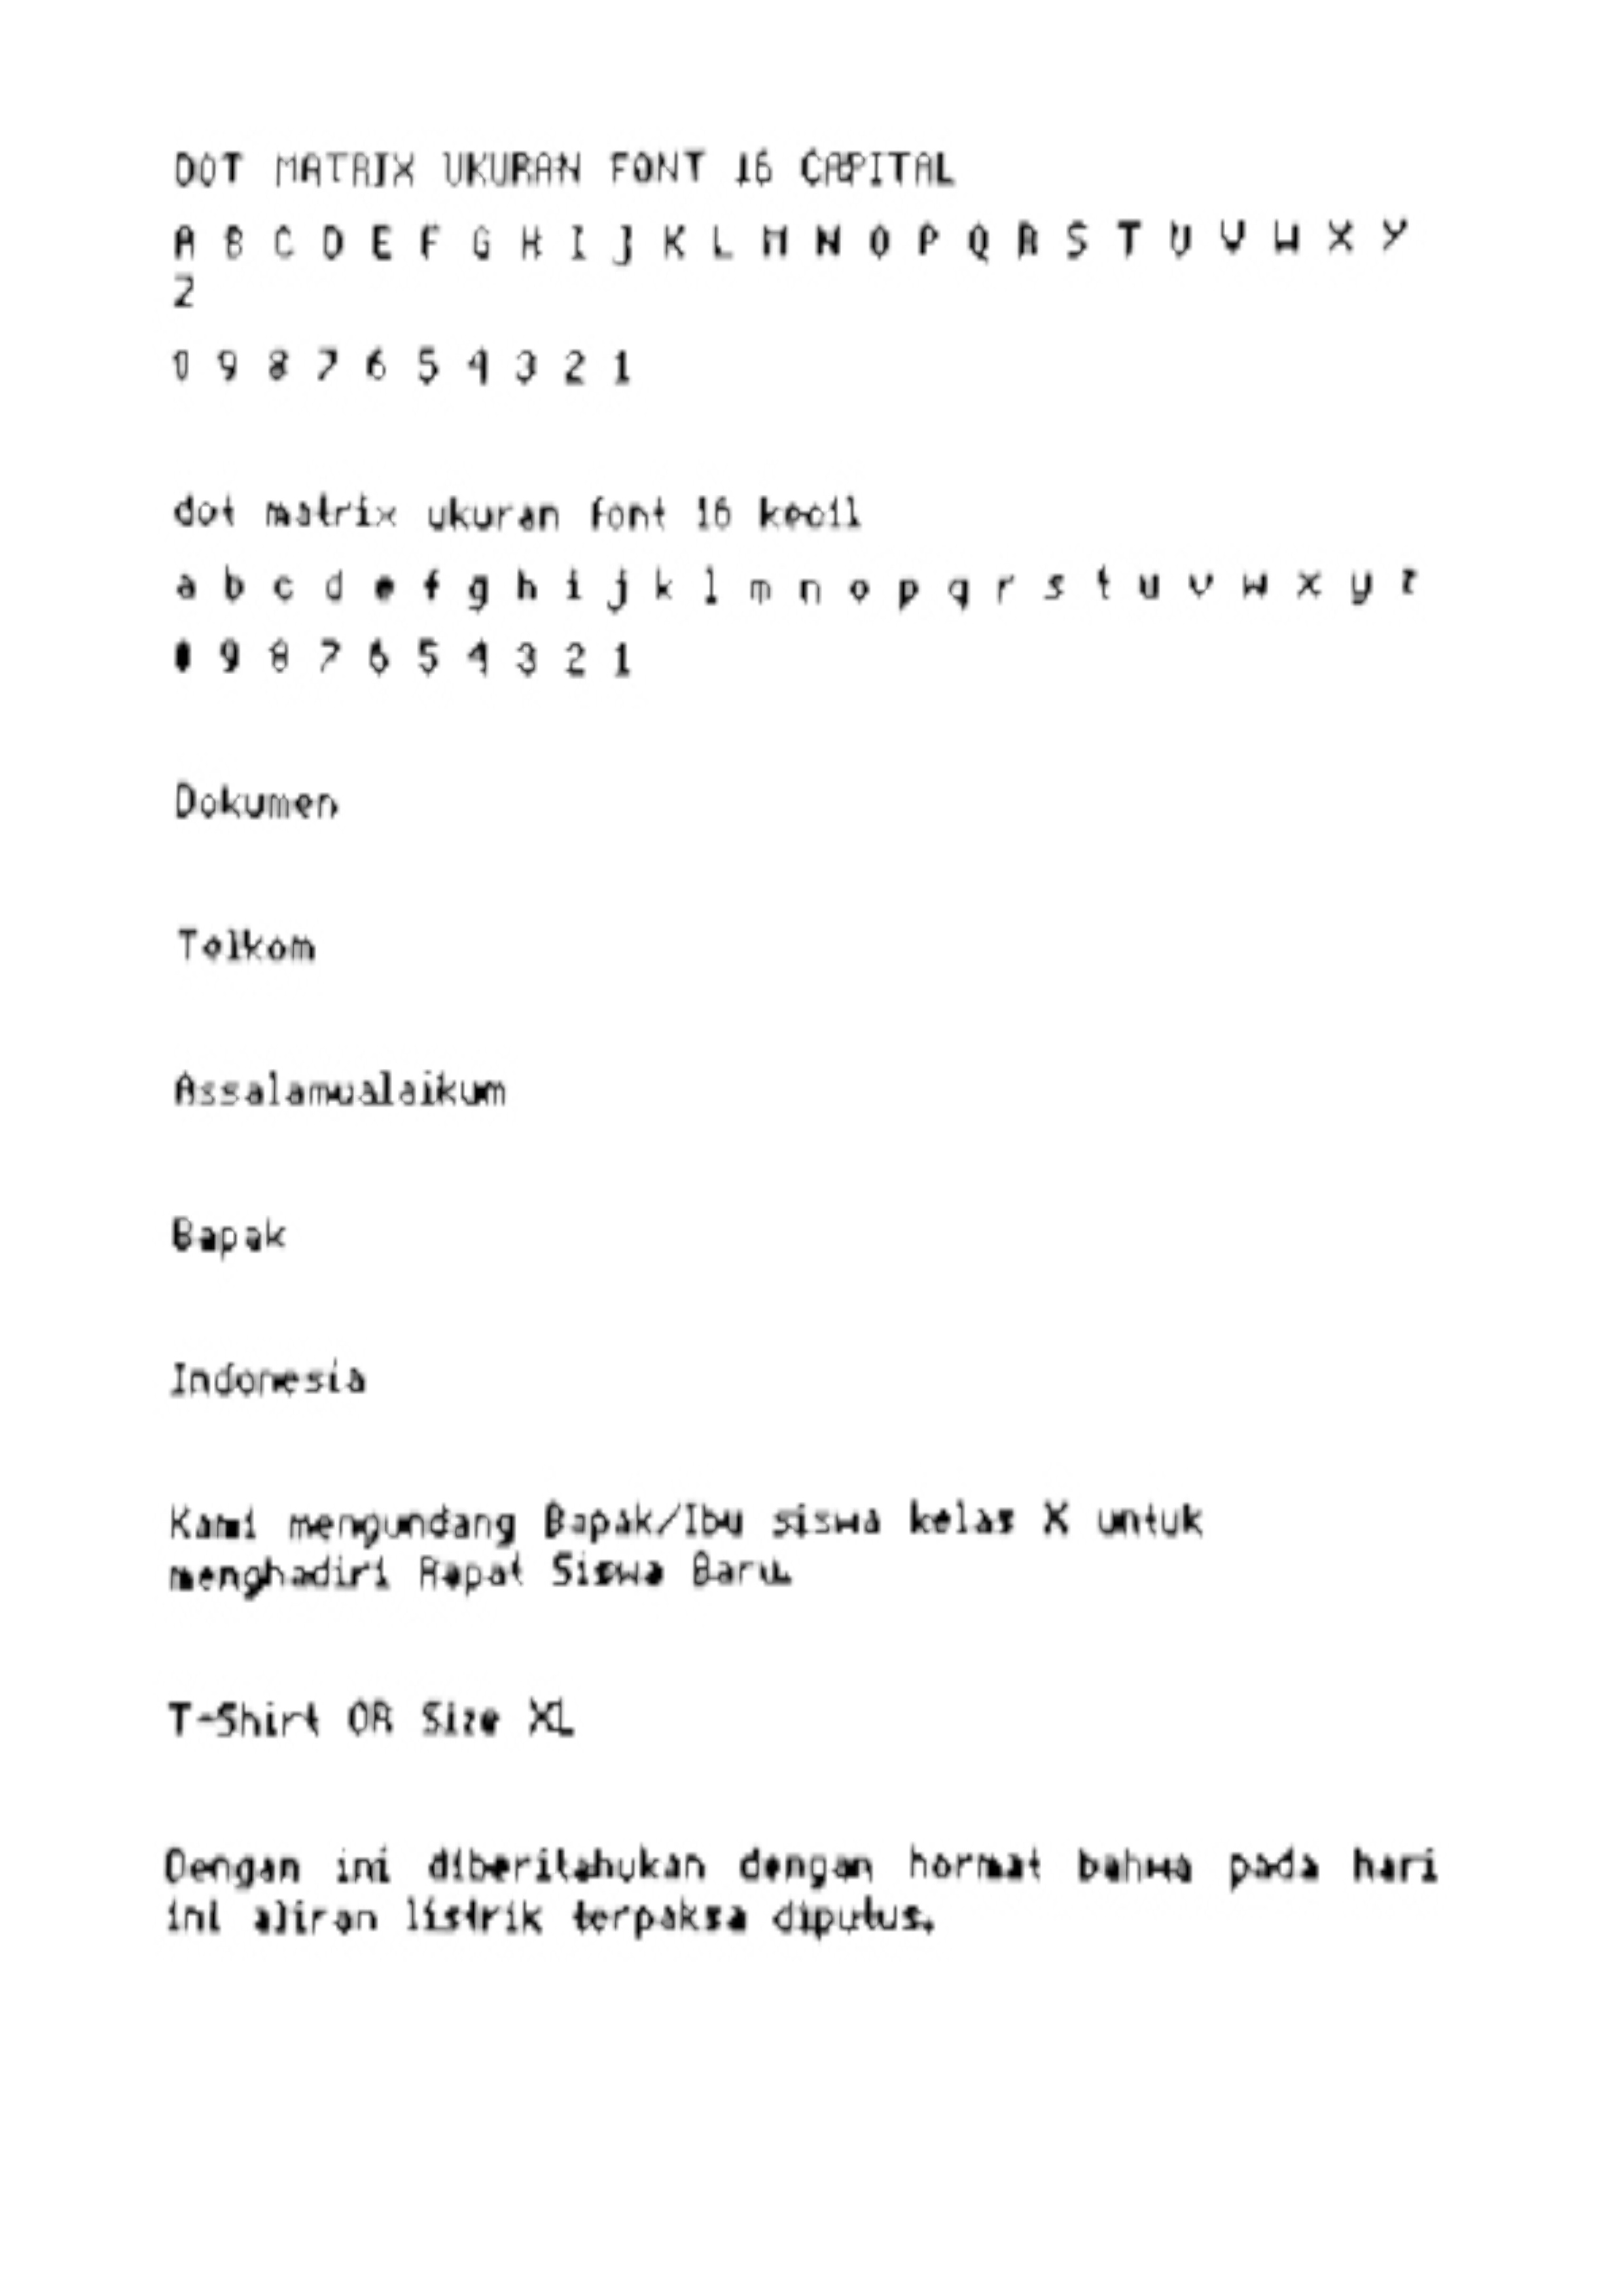 DOT MATRIX UKURAN FONT 16 CAPITAL
A B C D E F G H I J K L M N O P Q R S T U V W X Y
Z
0 9 8 7 6 5 4 3 2 1
dot matrix ukuran font 16 kecil
a b c d e f g h i j k l m n o p q r s t u v w x y z
0 9 8 7 6 5 4 3 2 1
Dokumen
Telkom
Assalamualaikum
Bapak
Indonesia
Kami mengundang Bapak/Ibu siswa kelas X untuk
menghadiri Rapat Siswa Baru.
T-Shirt OR Size XL
Dengan ini diberitahukan dengan hormat bahwa pada hari
ini aliran listrik terpaksa diputus.